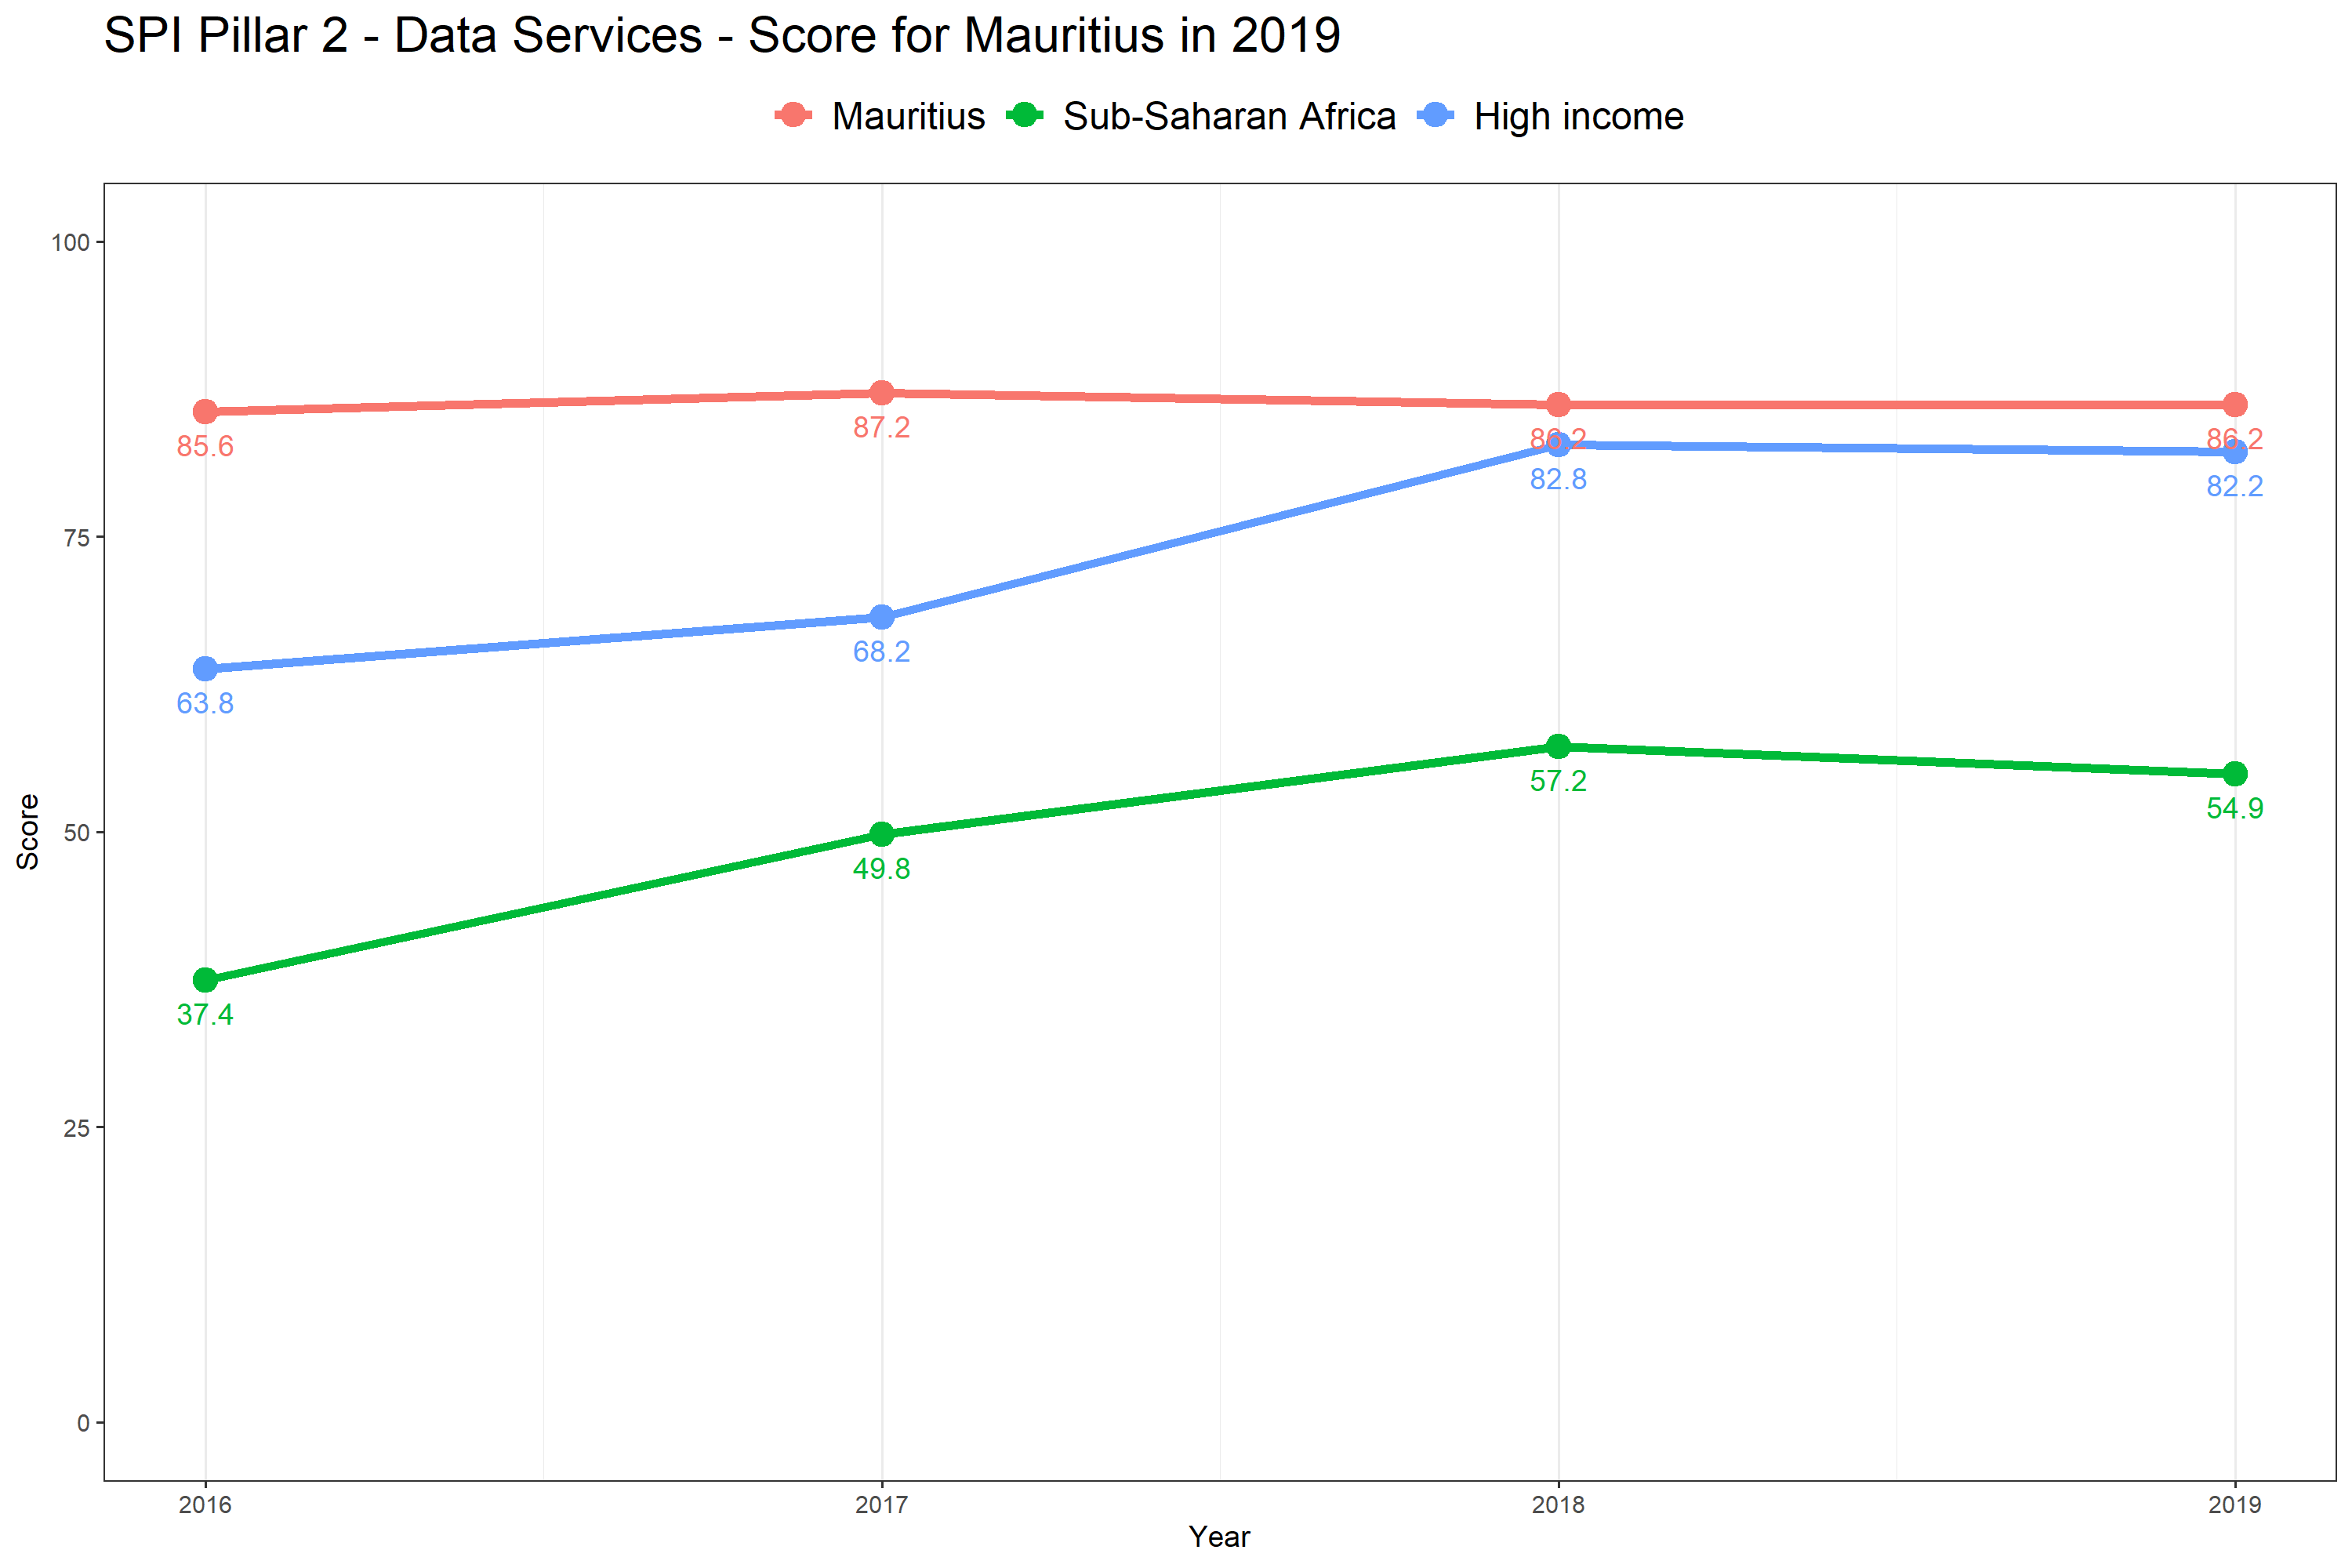 SPI Pillar 2 - Data Services - Score for Mauritius in 2019
Mauritius Sub-Saharan Africa High income
100
75
50
25
0
Score
85.6 87.2 86.2 86.2
63.8 68.2 82.8 82.2
37.4 49.8 57.2 54.9
2016 2017 2018 2019
Year